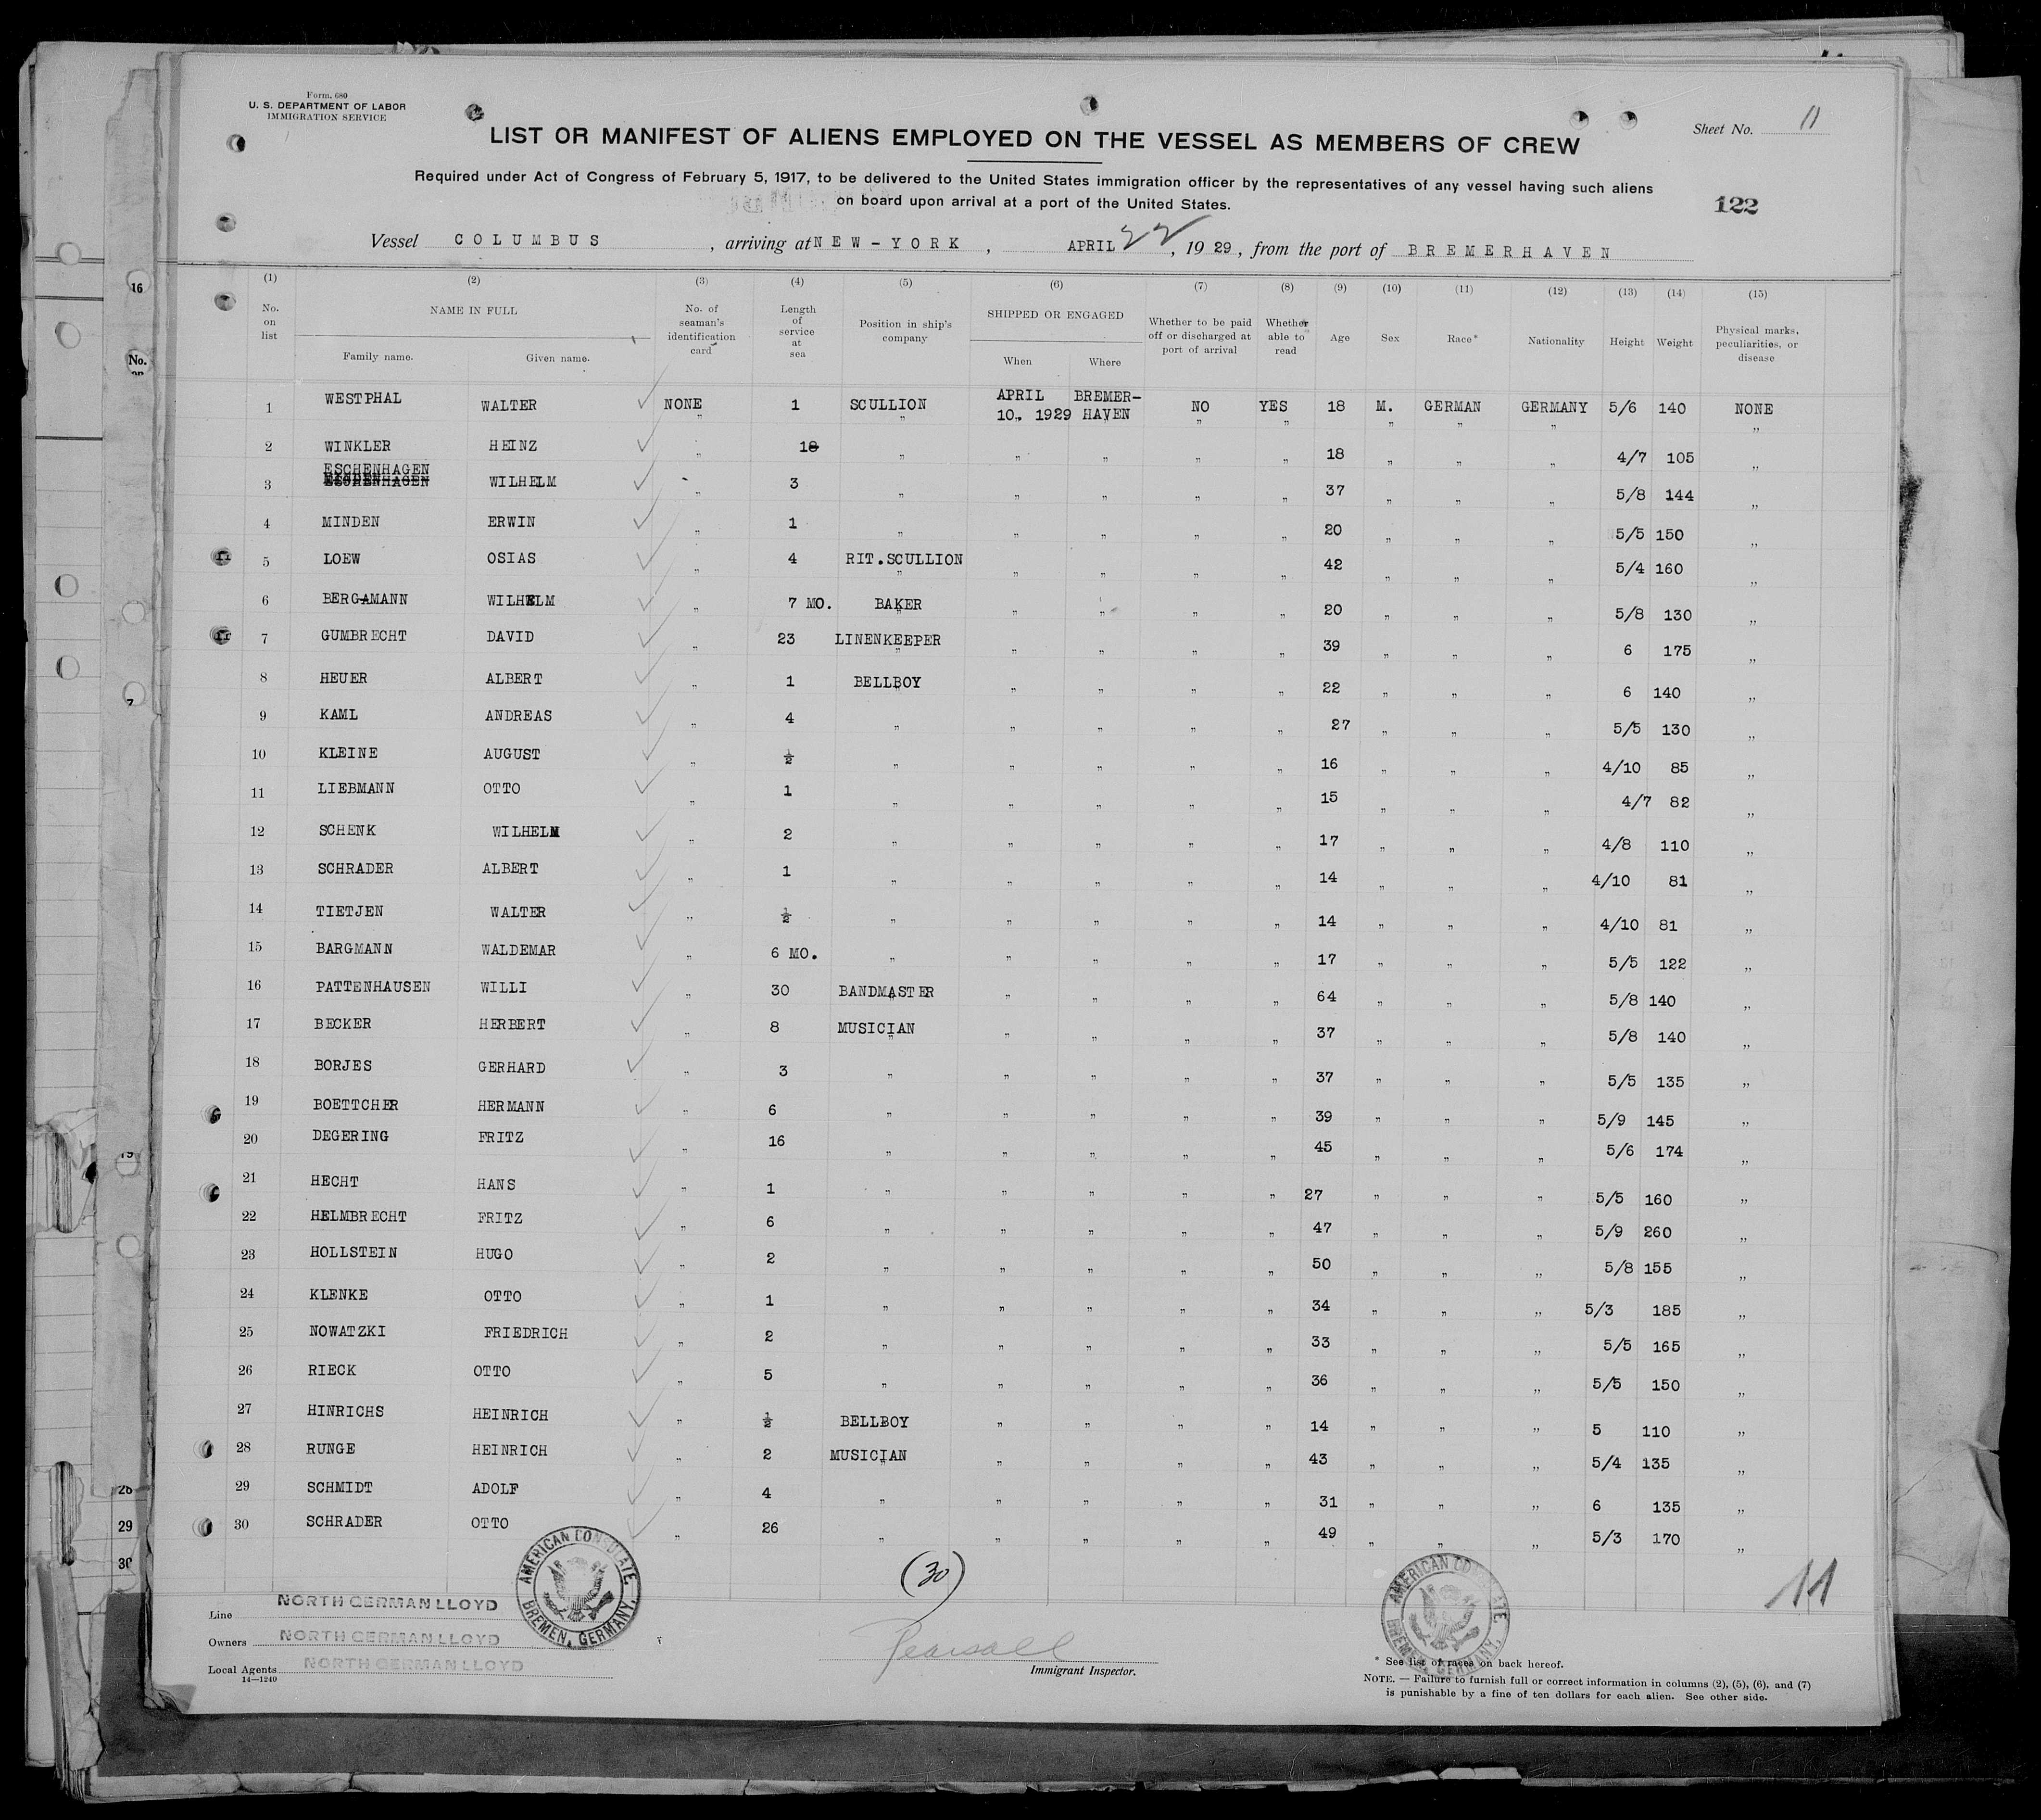 Form. 680
U. S. DEPARTMENT OF LABOR
IMMIGRATION SERVICE
Sheet No. 11
LIST OR MANIFEST OF ALIENS EMPLOYED ON THE VESSEL AS MEMBERS OF CREW
Required under Act of Congress of February 5, 1917, to be delivered to the United States immigration officer by the representatives of any vessel having such aliens
on board upon arrival at a port of the United States.
122
Vessel COLUMBUS, arriving at NEW-YORK, APRIL 22, 1929, from the port of BREMERHAVEN
(1) (2) (3) (4) (5) (6) (7) (8) (9) (10) (11) (12) (13) (14) (15)
No. on list NAME IN FULL Family name. Given name. No. of seaman's identification card Length of service at sea Position in ship's company SHIPPED OR ENGAGED When Where Whether to be paid off or discharged at port of arrival Whether able to read Age Sex Race* Nationality Height Weight Physical marks, peculiarities, or disease
1 WESTPHAL WALTER NONE 1 SCULLION APRIL 10., 1929 BREMER-HAVEN NO YES 18 M. GERMAN GERMANY 5/6 140 NONE
2 WINKLER HEINZ " 18 " " " " " 18 " " " 4/7 105 "
3 ESCHENHAGEN WILHELM " 3 " " " " " 37 " " " 5/8 144 "
4 MINDEN ERWIN " 1 " " " " " 20 " " " 5/5 150 "
5 LOEW OSIAS " 4 RIT.SCULLION " " " " 42 " " " 5/4 160 "
6 BERGAMANN WILHELM " 7 MO. BAKER " " " " 20 " " " 5/8 130 "
7 GUMBRECHT DAVID " 23 LINENKEEPER " " " " 39 " " " 6 175 "
8 HEUER ALBERT " 1 BELLBOY " " " " 22 " " " 6 140 "
9 KAML ANDREAS " 4 " " " " " 27 " " " 5/5 130 "
10 KLEINE AUGUST " ½ " " " " " 16 " " " 4/10 85 "
11 LIEBMANN OTTO " 1 " " " " " 15 " " " 4/7 82 "
12 SCHENK WILHELM " 2 " " " " " 17 " " " 4/8 110 "
13 SCHRADER ALBERT " 1 " " " " " 14 " " " 4/10 81 "
14 TIETJEN WALTER " ½ " " " " " 14 " " " 4/10 81 "
15 BARGMANN WALDEMAR " 6 MO. " " " " " 17 " " " 5/5 122 "
16 PATTENHAUSEN WILLI " 30 BANDMASTER " " " " 64 " " " 5/8 140 "
17 BECKER HERBERT " 8 MUSICIAN " " " " 37 " " " 5/8 140 "
18 BORJES GERHARD " 3 " " " " " 37 " " " 5/5 135 "
19 BOETTCHER HERMANN " 6 " " " " " 39 " " " 5/9 145 "
20 DEGERING FRITZ " 16 " " " " " 45 " " " 5/6 174 "
21 HECHT HANS " 1 " " " " " 27 " " " 5/5 160 "
22 HELMBRECHT FRITZ " 6 " " " " " 47 " " " 5/9 260 "
23 HOLLSTEIN HUGO " 2 " " " " " 50 " " " 5/8 155 "
24 KLENKE OTTO " 1 " " " " " 34 " " " 5/3 185 "
25 NOWATZKI FRIEDRICH " 2 " " " " " 33 " " " 5/5 165 "
26 RIECK OTTO " 5 " " " " " 36 " " " 5/5 150 "
27 HINRICHS HEINRICH " ½ BELLBOY " " " " 14 " " " 5 110 "
28 RUNGE HEINRICH " 2 MUSICIAN " " " " 43 " " " 5/4 135 "
29 SCHMIDT ADOLF " 4 " " " " " 31 " " " 6 135 "
30 SCHRADER OTTO " 26 " " " " " 49 " " " 5/3 170 "
(30)
11
AMERICAN CONSULATE, BREMEN, GERMANY.
AMERICAN CONSULATE, BREMEN, GERMANY.
Line NORTH GERMAN LLOYD
Owners NORTH GERMAN LLOYD
Local Agents NORTH GERMAN LLOYD
14—1240
Pearsall
Immigrant Inspector.
* See list of races on back hereof.
NOTE. — Failure to furnish full or correct information in columns (2), (5), (6), and (7)
is punishable by a fine of ten dollars for each alien. See other side.
16
No.
28
29
30